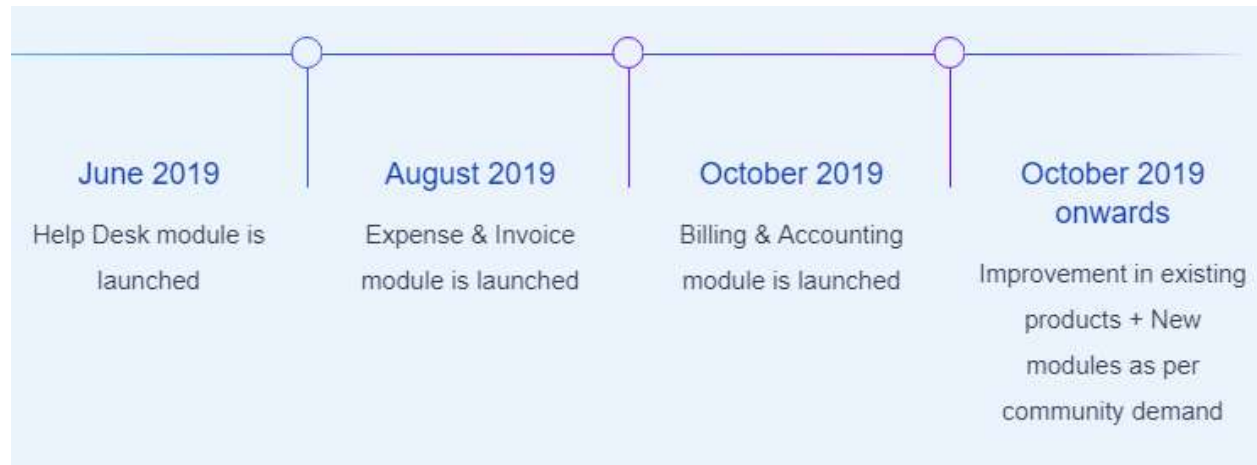 June 2019
Help Desk module is
launched
August 2019
Expense & Invoice
module is launched
October 2019
Billing & Accounting
module is launched
October 2019
onwards
Improvement in existing
products + New
modules as per
community demand